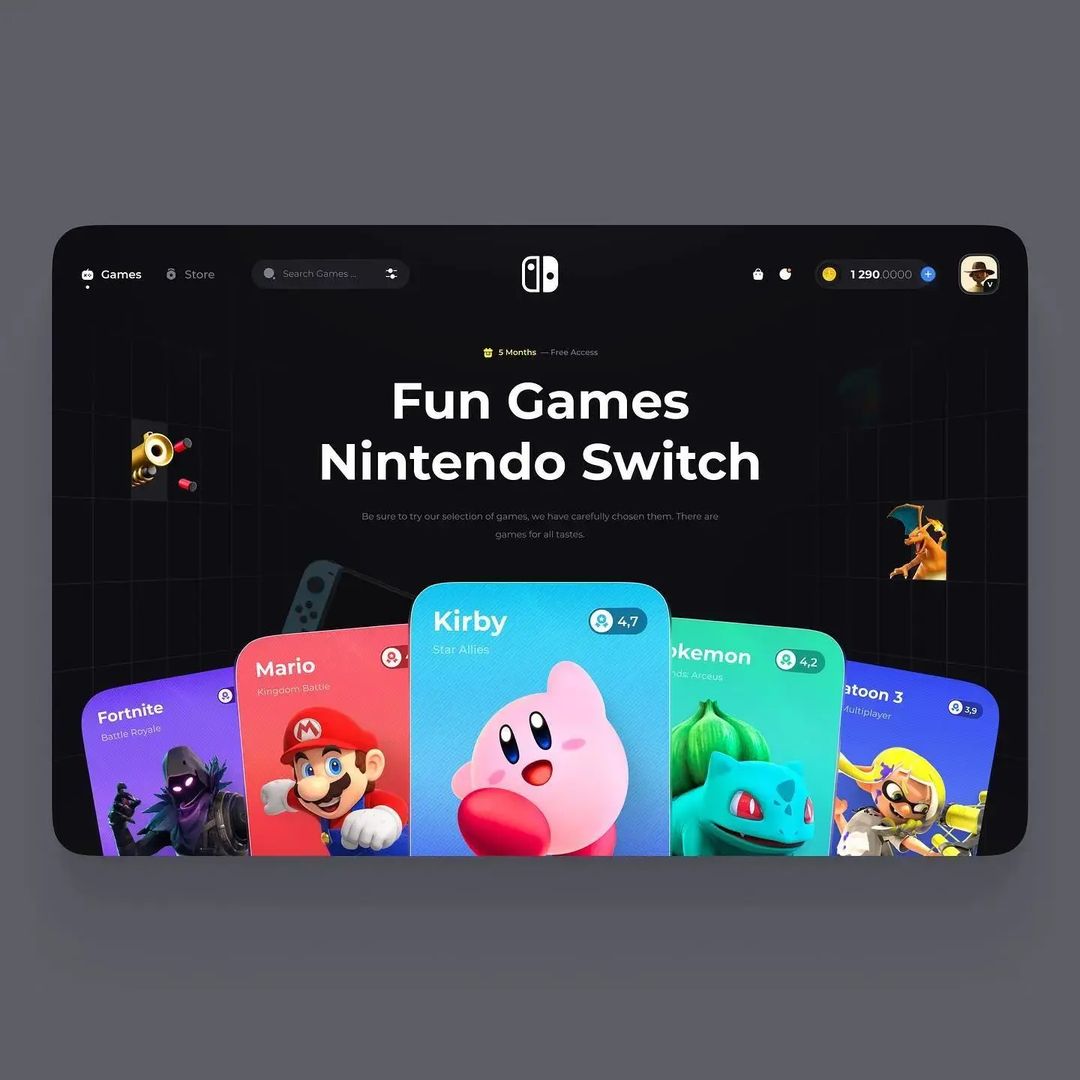 Games
Store
Search Games ...
1 290.0000
V
5 Months — Free Access
Fun Games
Nintendo Switch
Be sure to try our selection of games, we have carefully chosen them. There are
games for all tastes.
Fortnite
Battle Royale
Mario
Kingdom Battle
M
Kirby
4,7
Star Allies
okemon
4,2
nds: Arceus
atoon 3
3,9
Multiplayer